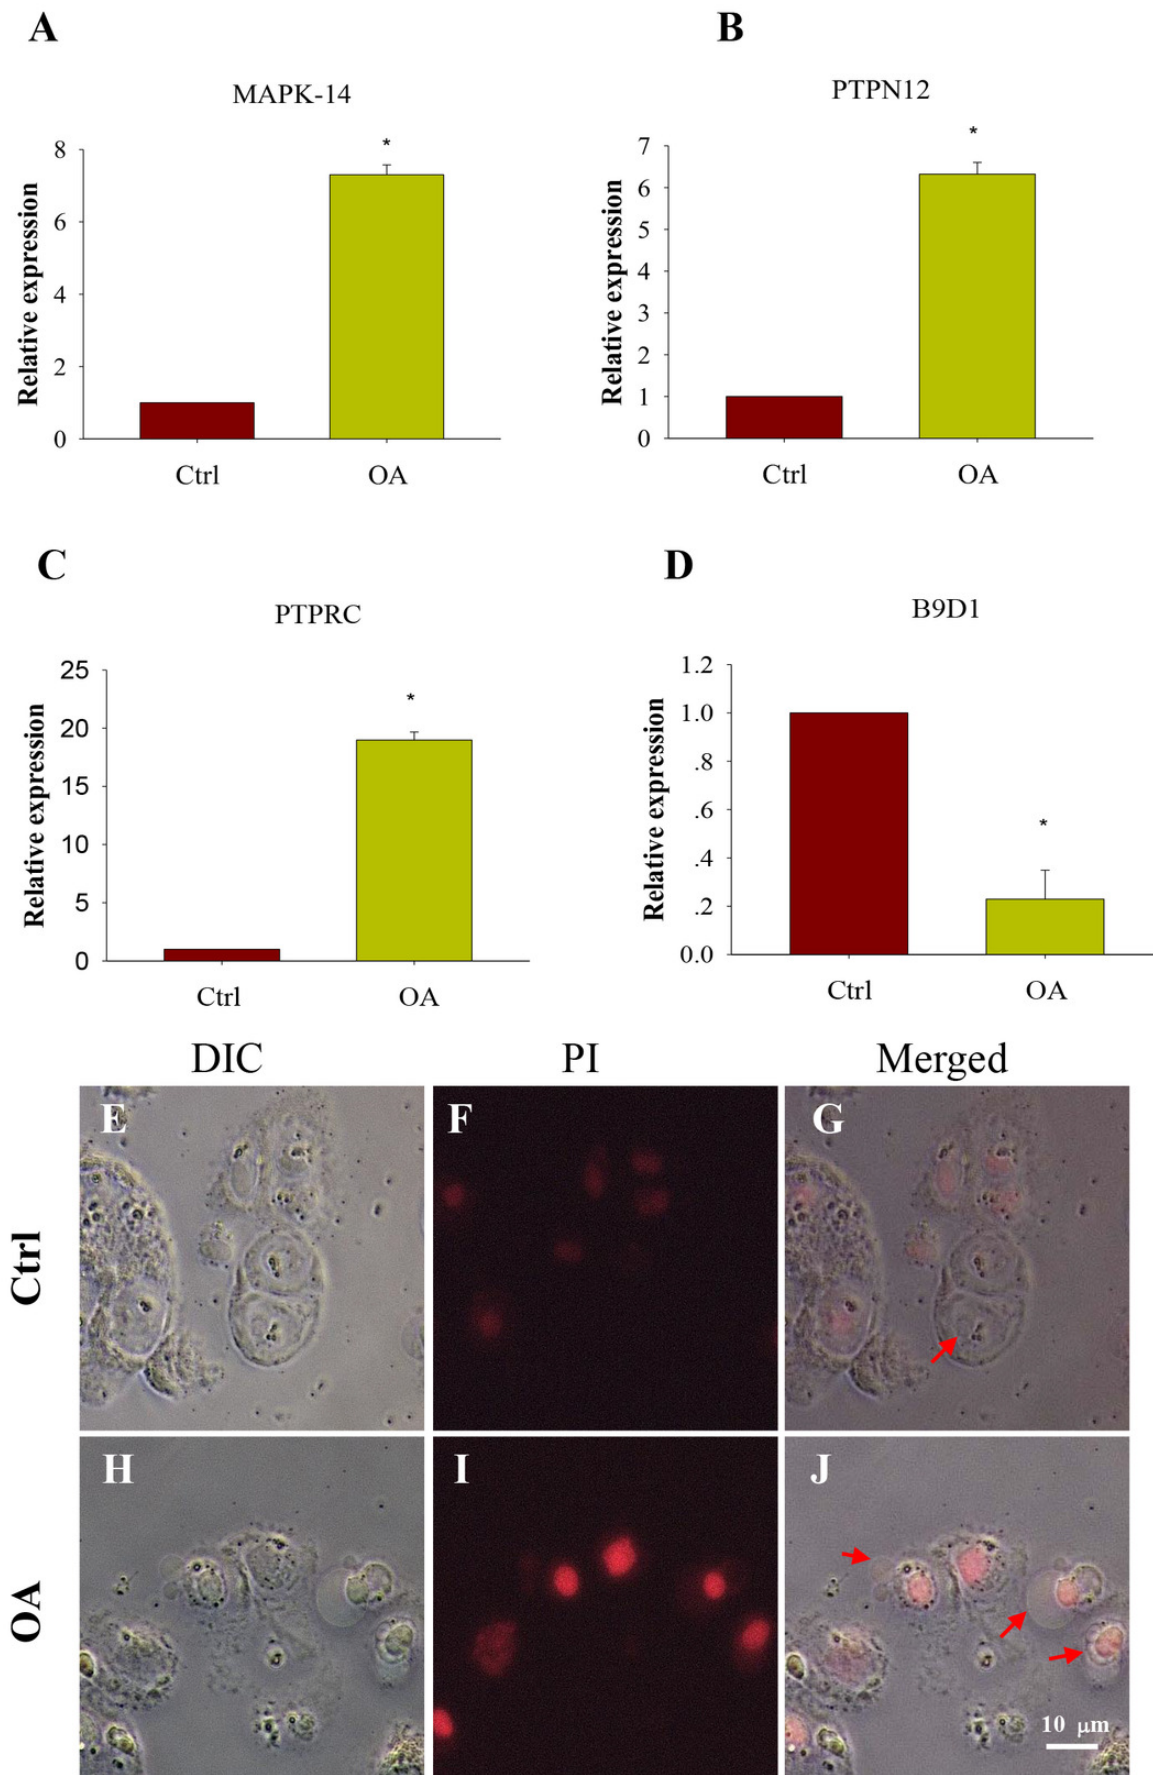 A
MAPK-14
*
8
6
4
2
0
Relative expression
Ctrl OA
B
PTPN12
*
7
6
5
4
3
2
1
0
Relative expression
Ctrl OA
C
PTPRC
*
25
20
15
10
5
0
Relative expression
Ctrl OA
D
B9D1
1.2
1.0
.8
.6
.4
.2
0.0
*
Relative expression
Ctrl OA
DIC PI Merged
Ctrl
E F G
OA
H I J
10 μm